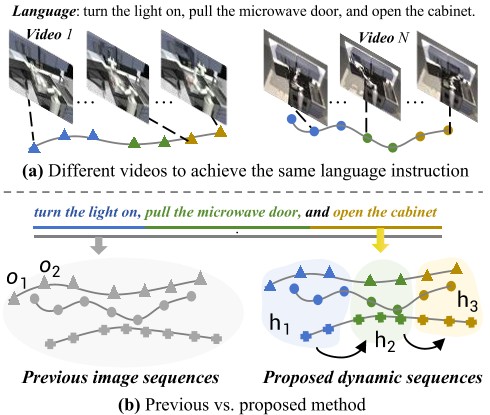 Language: turn the light on, pull the microwave door, and open the cabinet.
Video 1
Video N
... ...
... ...
(a) Different videos to achieve the same language instruction
turn the light on, pull the microwave door, and open the cabinet
o1 o2
h1 h2 h3
Previous image sequences
Proposed dynamic sequences
(b) Previous vs. proposed method